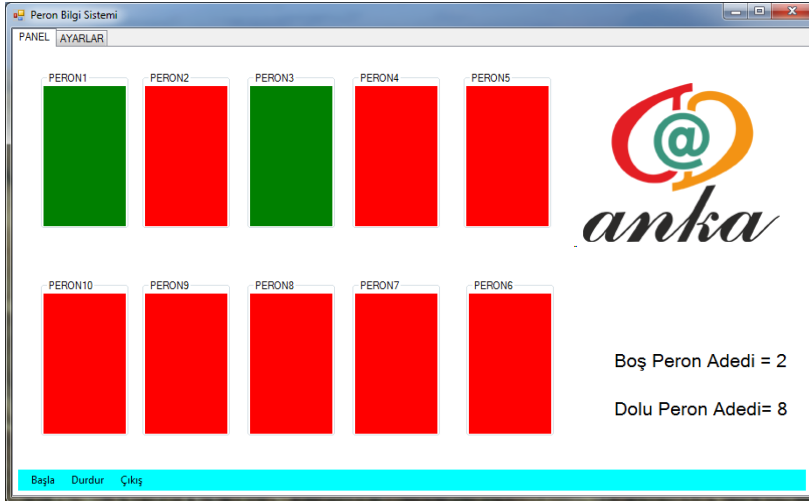 Peron Bilgi Sistemi
PANEL AYARLAR
PERON1 PERON2 PERON3 PERON4 PERON5
@
anka
PERON10 PERON9 PERON8 PERON7 PERON6
Boş Peron Adedi = 2
Dolu Peron Adedi= 8
Başla Durdur Çıkış